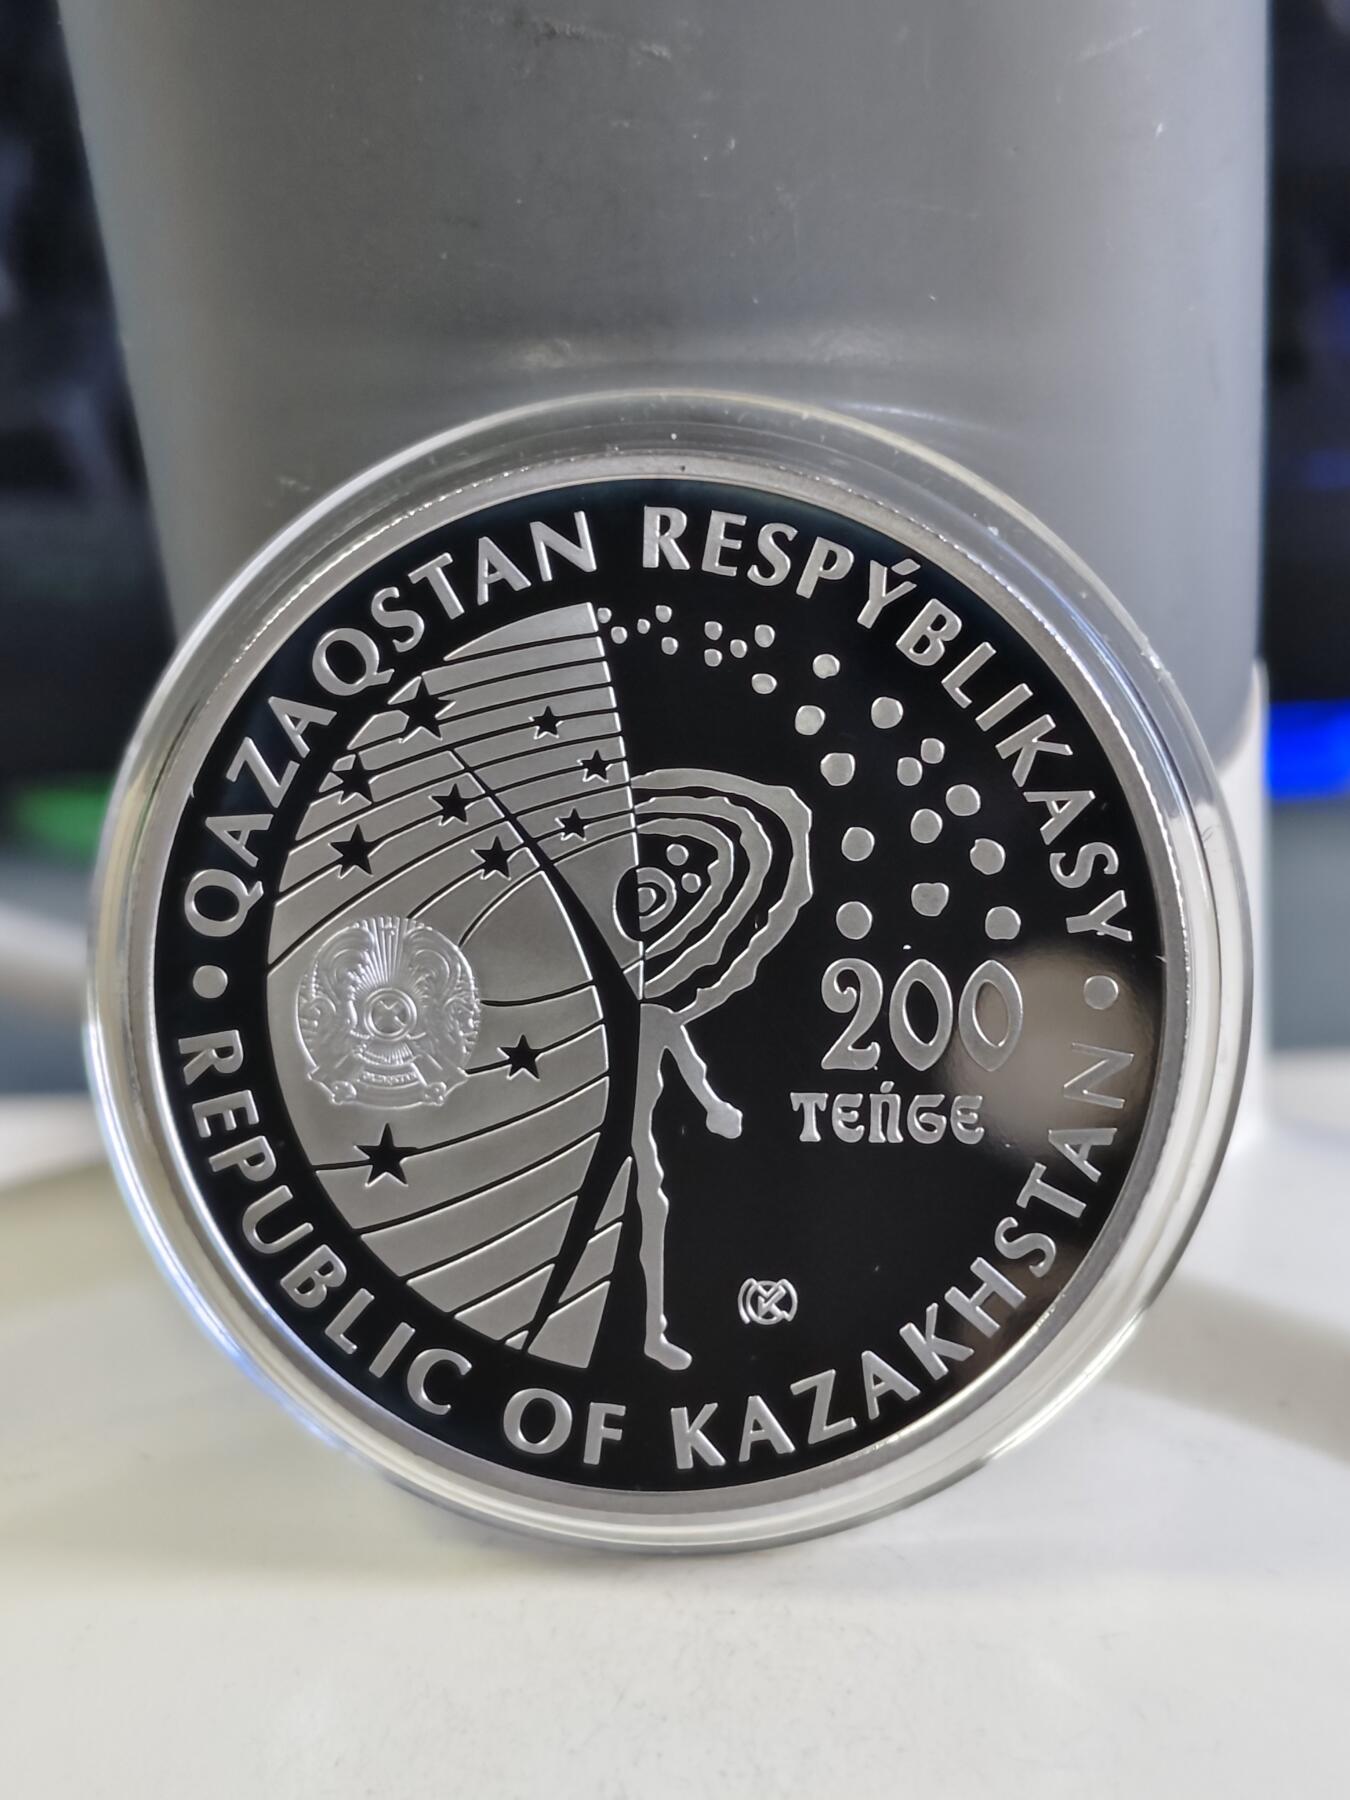 QAZAQSTAN RESPÝBLIKASY
200
TEŃGE
• REPUBLIC OF KAZAKHSTAN •